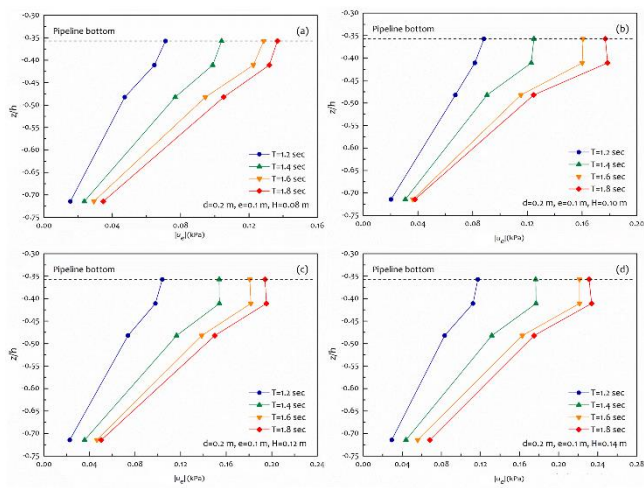 (a)
Pipeline bottom
-0.30
-0.35
-0.40
-0.45
-0.50
-0.55
-0.60
-0.65
-0.70
-0.75
z/h
T=1.2 sec
T=1.4 sec
T=1.6 sec
T=1.8 sec
d=0.2 m, e=0.1 m, H=0.08 m
0.00 0.04 0.08 0.12 0.16
|ue|(kPa)
(b)
Pipeline bottom
-0.30
-0.35
-0.40
-0.45
-0.50
-0.55
-0.60
-0.65
-0.70
-0.75
z/h
T=1.2 sec
T=1.4 sec
T=1.6 sec
T=1.8 sec
d=0.2 m, e=0.1 m, H=0.10 m
0.00 0.04 0.08 0.12 0.16 0.20
|ue|(kPa)
(c)
Pipeline bottom
-0.30
-0.35
-0.40
-0.45
-0.50
-0.55
-0.60
-0.65
-0.70
-0.75
z/h
T=1.2 sec
T=1.4 sec
T=1.6 sec
T=1.8 sec
d=0.2 m, e=0.1 m, H=0.12 m
0.00 0.04 0.08 0.12 0.16 0.20 0.24
|ue|(kPa)
(d)
Pipeline bottom
-0.30
-0.35
-0.40
-0.45
-0.50
-0.55
-0.60
-0.65
-0.70
-0.75
z/h
T=1.2 sec
T=1.4 sec
T=1.6 sec
T=1.8 sec
d=0.2 m, e=0.1 m, H=0.14 m
0.00 0.04 0.08 0.12 0.16 0.20 0.24 0.28
|ue|(kPa)